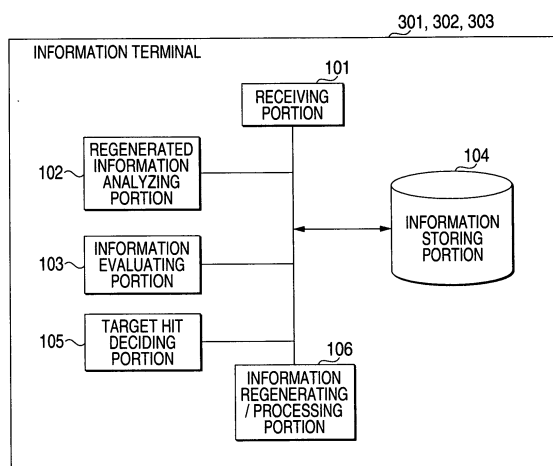 301, 302, 303
INFORMATION TERMINAL
101
RECEIVING
PORTION
102
REGENERATED
INFORMATION
ANALYZING
PORTION
104
INFORMATION
STORING
PORTION
103
INFORMATION
EVALUATING
PORTION
105
TARGET HIT
DECIDING
PORTION
106
INFORMATION
REGENERATING
/ PROCESSING
PORTION